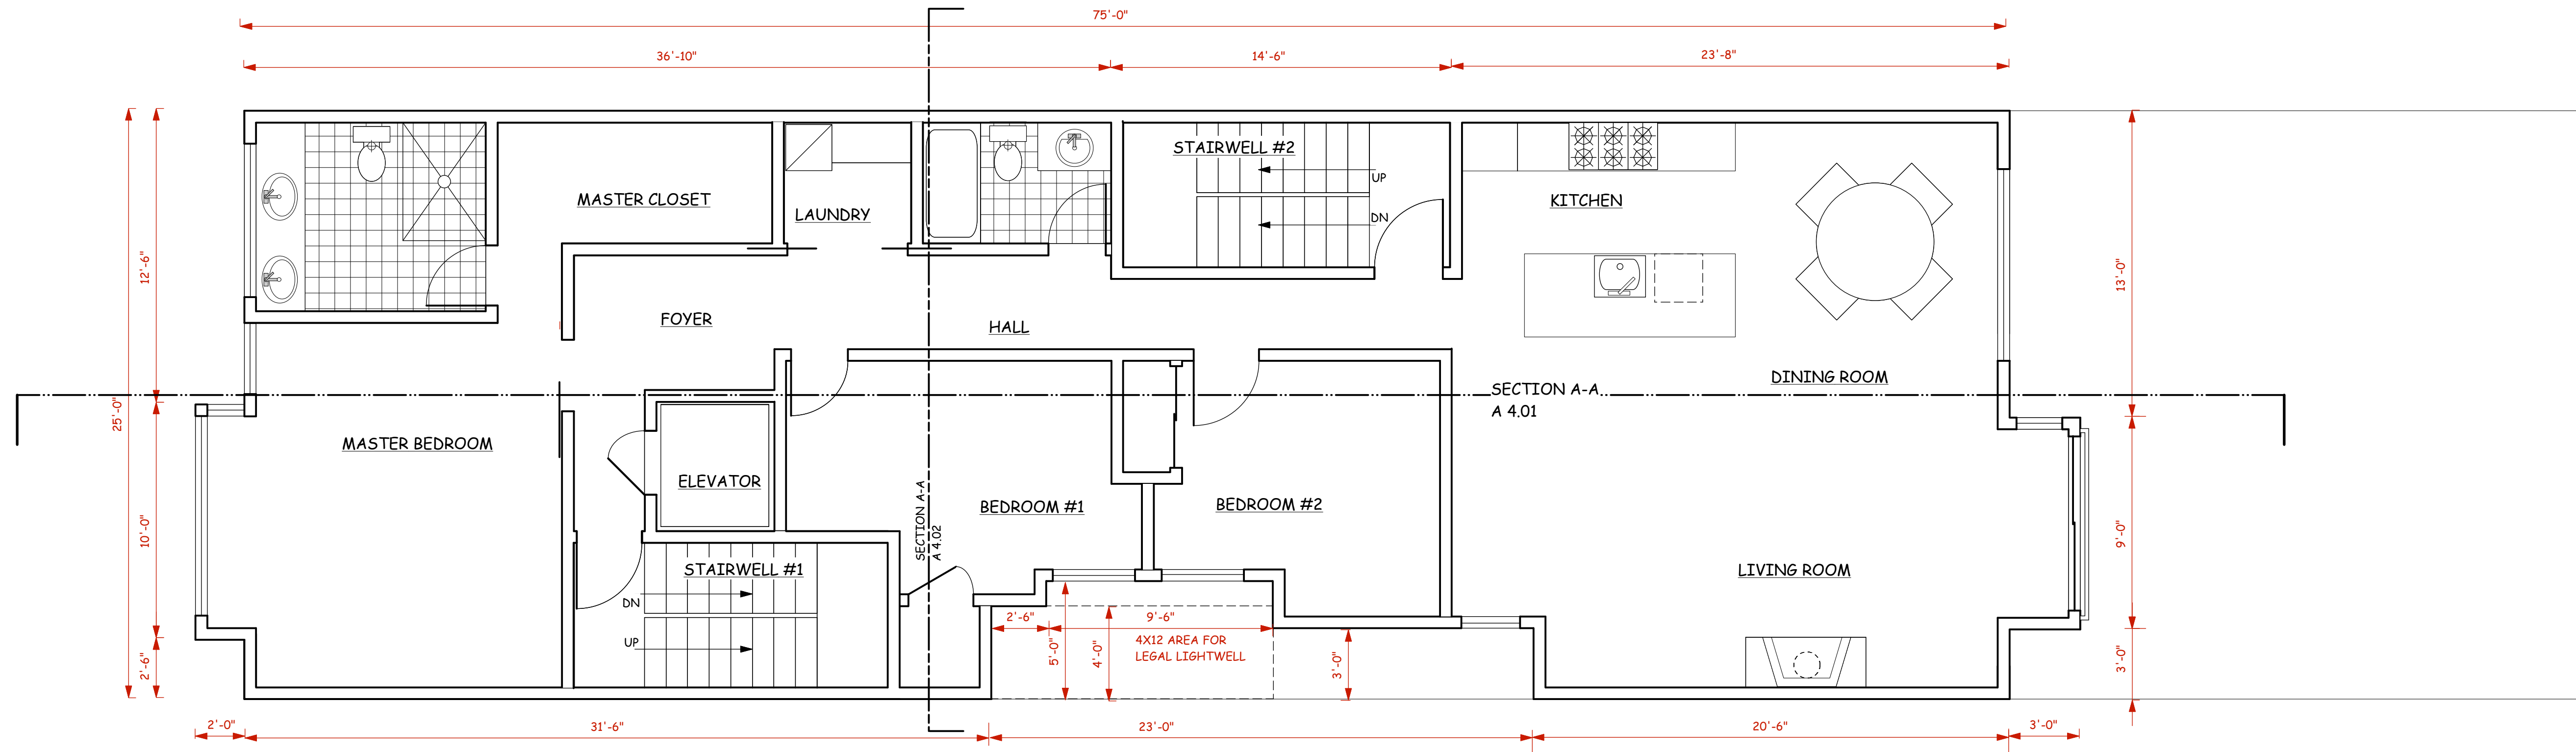 75'-0"
36'-10"
14'-6"
23'-8"
STAIRWELL #2
UP
DN
MASTER CLOSET
LAUNDRY
KITCHEN
12'-6"
13'-0"
FOYER
HALL
DINING ROOM
SECTION A-A
A 4.01
25'-0"
MASTER BEDROOM
ELEVATOR
BEDROOM #1
BEDROOM #2
SECTION A-A
A 4.02
10'-0"
9'-0"
STAIRWELL #1
LIVING ROOM
DN
UP
2'-6"
9'-6"
4X12 AREA FOR
LEGAL LIGHTWELL
5'-0"
4'-0"
3'-0"
2'-6"
3'-0"
2'-0"
31'-6"
23'-0"
20'-6"
3'-0"